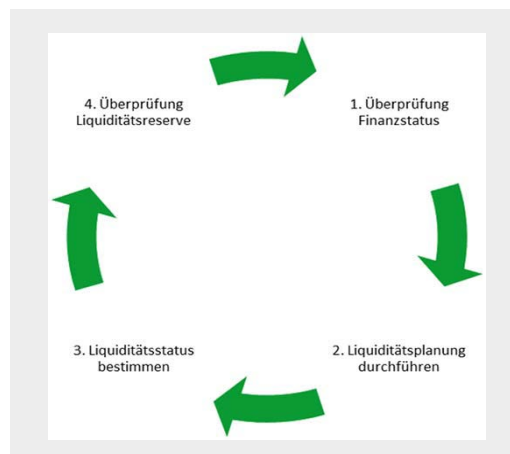 4. Überprüfung
Liquiditätsreserve
1. Überprüfung
Finanzstatus
3. Liquiditätsstatus
bestimmen
2. Liquiditätsplanung
durchführen